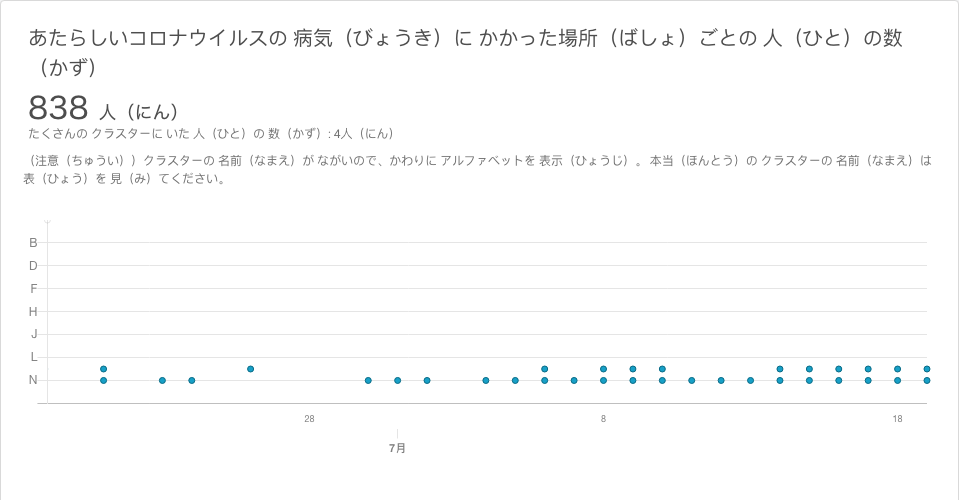 あたらしいコロナウイルスの 病気（びょうき）に かかった場所（ばしょ）ごとの 人（ひと）の数
（かず）
838 人（にん）
たくさんの クラスターに いた 人（ひと）の 数（かず）: 4人（にん）
（注意（ちゅうい））クラスターの 名前（なまえ）が ながいので、かわりに アルファベットを 表示（ひょうじ）。 本当（ほんとう）の クラスターの 名前（なまえ）は
表（ひょう）を 見（み）てください。
B
D
F
H
J
L
N
28 8 18
7月